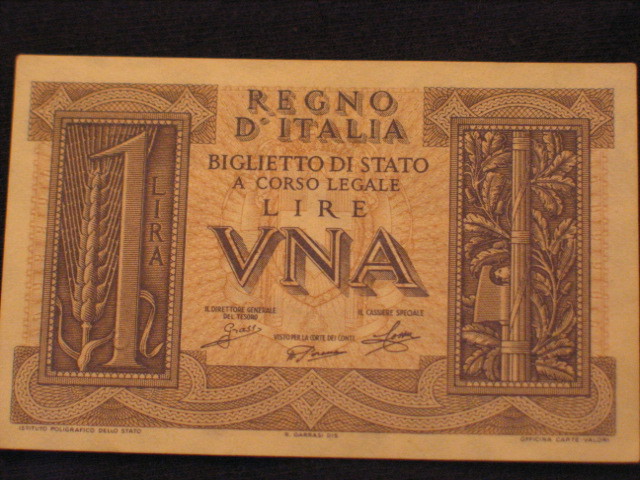 REGNO
D'ITALIA
BIGLIETTO DI STATO
A CORSO LEGALE
LIRE
VNA
1
LIRA
IL DIRETTORE GENERALE
DEL TESORO
IL CASSIERE SPECIALE
VISTO PER LA CORTE DEI CONTI
Grassi
ISTITUTO POLIGRAFICO DELLO STATO
OFFICINA CARTE-VALORI